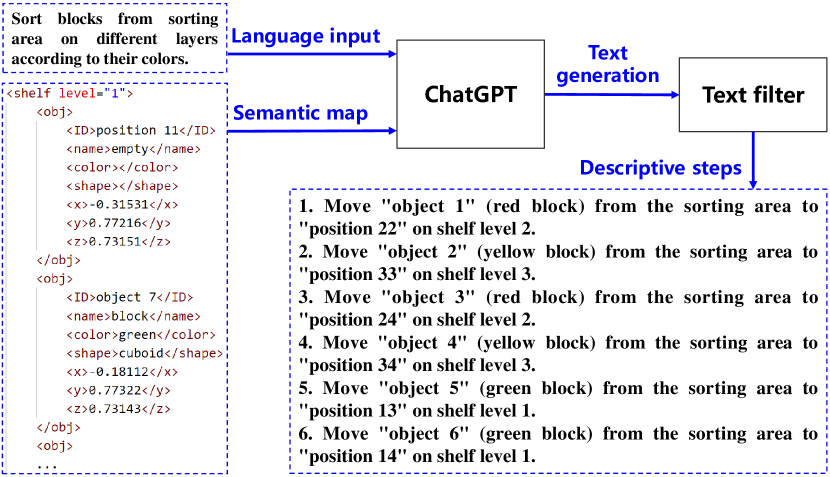 Sort blocks from sorting
area on different layers
according to their colors.
Language input
Semantic map
ChatGPT
Text
generation
Text filter
Descriptive steps
<shelf level="1">
<obj>
<ID>position 11</ID>
<name>empty</name>
<color></color>
<shape></shape>
<x>-0.31531</x>
<y>0.77216</y>
<z>0.73151</z>
</obj>
<obj>
<ID>object 7</ID>
<name>block</name>
<color>green</color>
<shape>cuboid</shape>
<x>-0.18112</x>
<y>0.77322</y>
<z>0.73143</z>
</obj>
<obj>
...
1. Move "object 1" (red block) from the sorting area to
"position 22" on shelf level 2.
2. Move "object 2" (yellow block) from the sorting area to
"position 33" on shelf level 3.
3. Move "object 3" (red block) from the sorting area to
"position 24" on shelf level 2.
4. Move "object 4" (yellow block) from the sorting area to
"position 34" on shelf level 3.
5. Move "object 5" (green block) from the sorting area to
"position 13" on shelf level 1.
6. Move "object 6" (green block) from the sorting area to
"position 14" on shelf level 1.